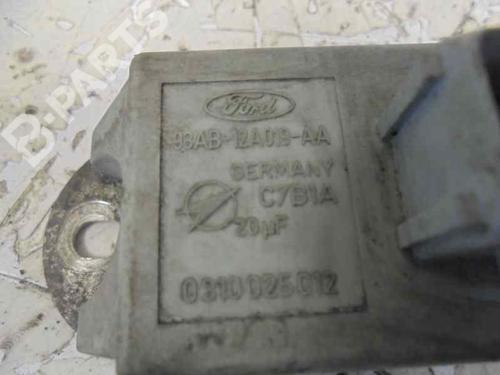 B-PARTS
Ford
93AB-12A019-AA
GERMANY
C7B1A
20µF
0310 025 012